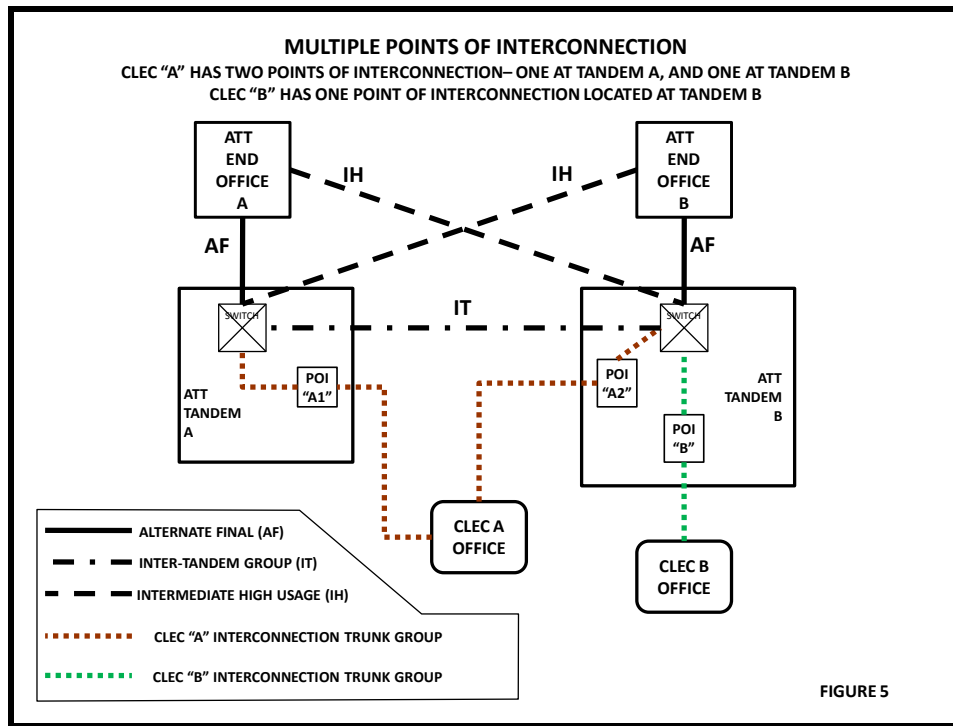 MULTIPLE POINTS OF INTERCONNECTION
CLEC “A” HAS TWO POINTS OF INTERCONNECTION– ONE AT TANDEM A, AND ONE AT TANDEM B
CLEC “B” HAS ONE POINT OF INTERCONNECTION LOCATED AT TANDEM B
ATT
END
OFFICE
A
IH
IH
ATT
END
OFFICE
B
AF
AF
SWITCH
IT
SWITCH
POI
“A1”
ATT
TANDEM
A
POI
“A2”
ATT
TANDEM
B
POI
“B”
CLEC A
OFFICE
CLEC B
OFFICE
ALTERNATE FINAL (AF)
INTER-TANDEM GROUP (IT)
INTERMEDIATE HIGH USAGE (IH)
CLEC “A” INTERCONNECTION TRUNK GROUP
CLEC “B” INTERCONNECTION TRUNK GROUP
FIGURE 5